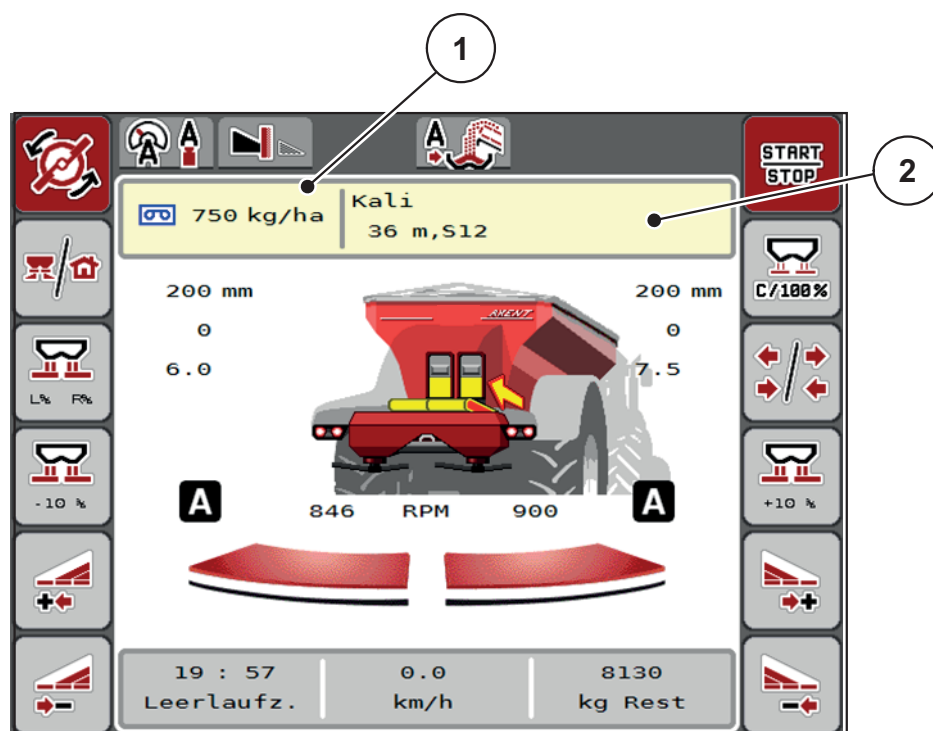 1
2
A A
A
START
STOP
750 kg/ha
Kali
36 m,S12
C/100%
200 mm
200 mm
0
0
6.0
7.5
AXENT
L% R%
-10 %
+10 %
A
846 RPM 900
A
19 : 57
0.0
8130
Leerlaufz.
km/h
kg Rest